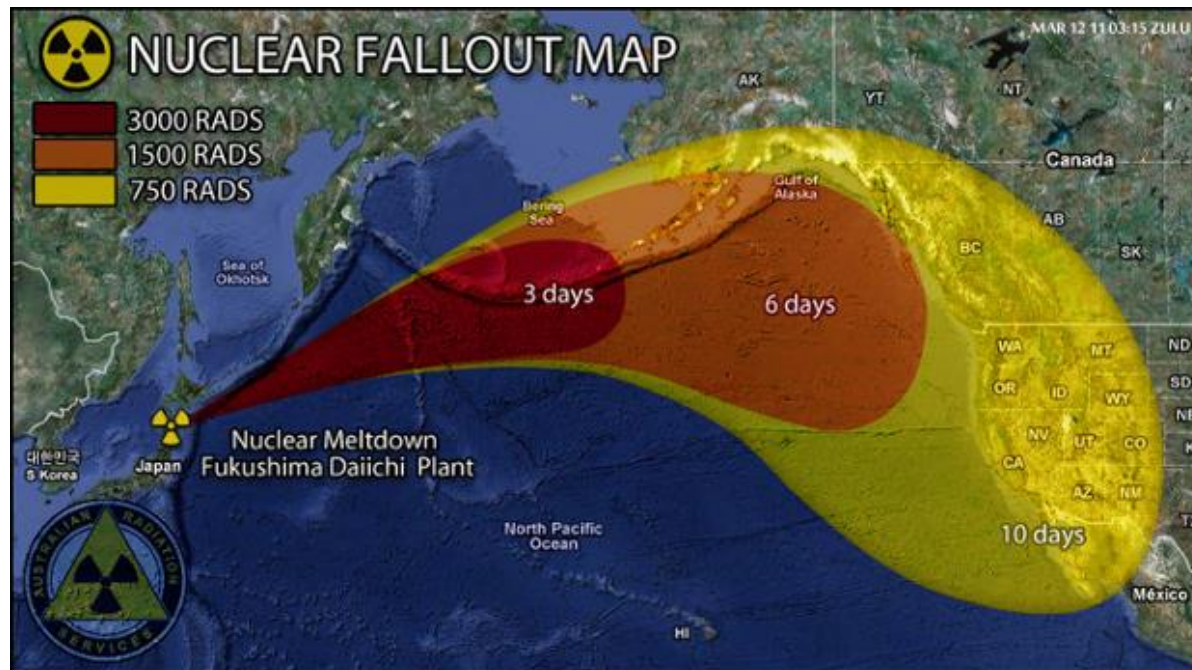 MAR 12 11 03:15 ZULU
NUCLEAR FALLOUT MAP
3000 RADS
1500 RADS
750 RADS
AK
YT
NT
Canada
Gulf of
Alaska
Bering
Sea
AB
BC
SK
Sea of
Okhotsk
3 days
6 days
WA
MT
ND
OR
ID
WY
SD
NE
NV
UT
CO
CA
AZ
NM
Nuclear Meltdown
Fukushima Daiichi Plant
대한민국
S Korea
Japan
North Pacific
Ocean
10 days
México
HI
AUSTRALIAN RADIATION
SERVICES